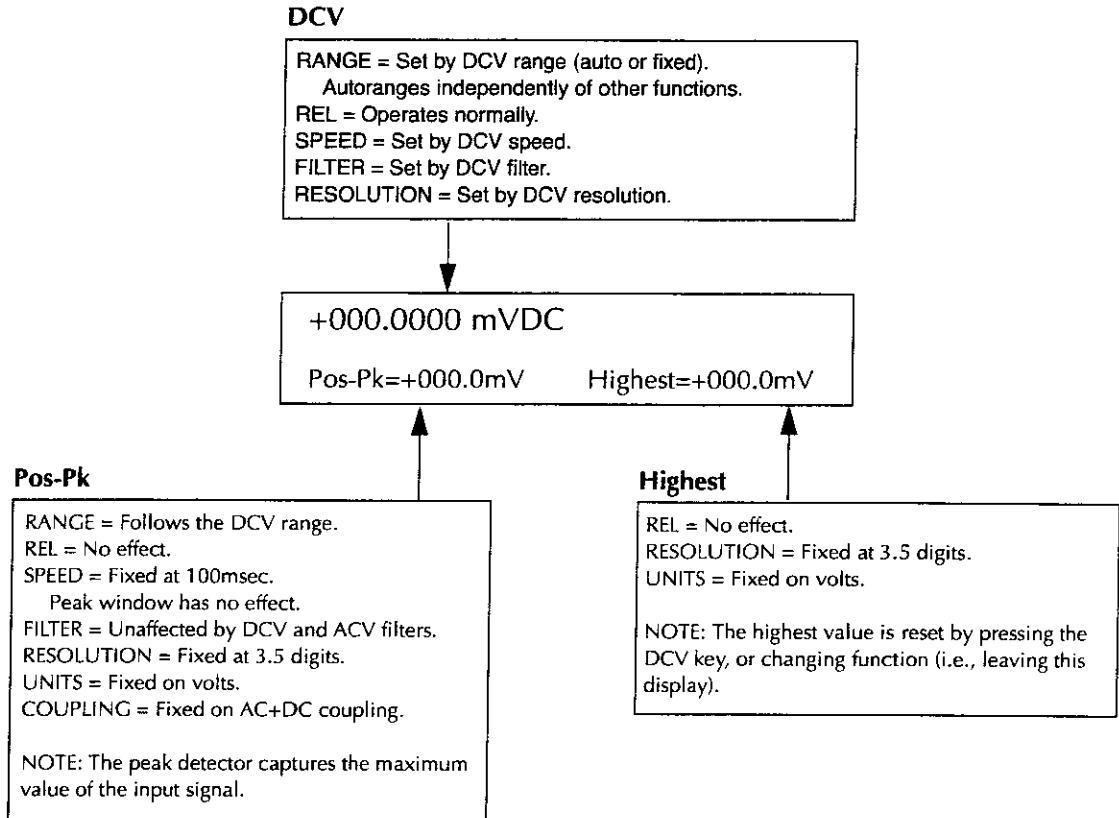 DCV
RANGE = Set by DCV range (auto or fixed).
Autoranges independently of other functions.
REL = Operates normally.
SPEED = Set by DCV speed.
FILTER = Set by DCV filter.
RESOLUTION = Set by DCV resolution.
+000.0000 mVDC
Pos-Pk=+000.0mV Highest=+000.0mV
Pos-Pk
RANGE = Follows the DCV range.
REL = No effect.
SPEED = Fixed at 100msec.
Peak window has no effect.
FILTER = Unaffected by DCV and ACV filters.
RESOLUTION = Fixed at 3.5 digits.
UNITS = Fixed on volts.
COUPLING = Fixed on AC+DC coupling.
NOTE: The peak detector captures the maximum
value of the input signal.
Highest
REL = No effect.
RESOLUTION = Fixed at 3.5 digits.
UNITS = Fixed on volts.
NOTE: The highest value is reset by pressing the
DCV key, or changing function (i.e., leaving this
display).